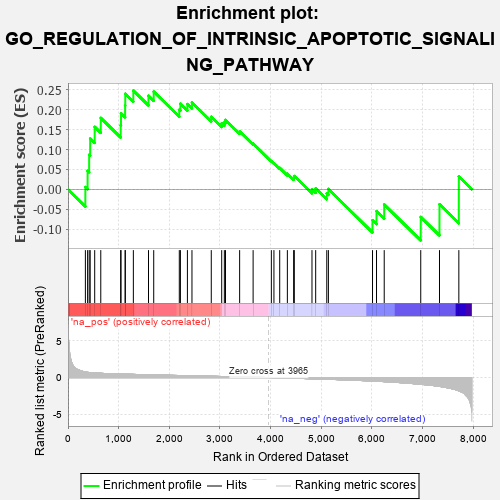 Enrichment plot:
GO_REGULATION_OF_INTRINSIC_APOPTOTIC_SIGNALI
NG_PATHWAY
Enrichment score (ES)
0.25
0.20
0.15
0.10
0.05
0.00
-0.05
-0.10
'na_pos' (positively correlated)
Ranked list metric (PreRanked)
5
0
-5
Zero cross at 3965
'na_neg' (negatively correlated)
0
1,000
2,000
3,000
4,000
5,000
6,000
7,000
8,000
Rank in Ordered Dataset
Enrichment profile
Hits
Ranking metric scores